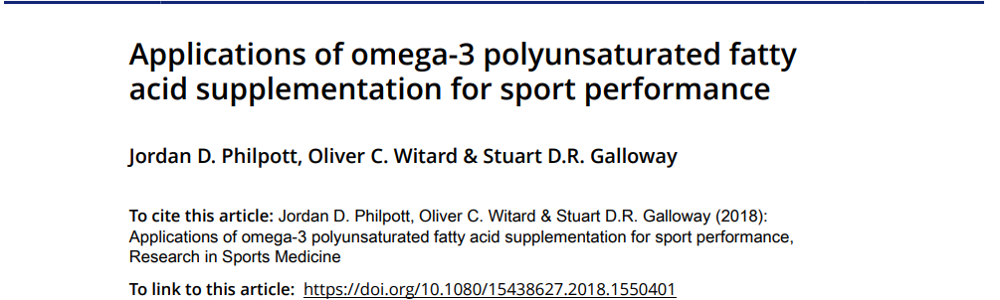 Applications of omega-3 polyunsaturated fatty
acid supplementation for sport performance
Jordan D. Philpott, Oliver C. Witard & Stuart D.R. Galloway
To cite this article: Jordan D. Philpott, Oliver C. Witard & Stuart D.R. Galloway (2018):
Applications of omega-3 polyunsaturated fatty acid supplementation for sport performance,
Research in Sports Medicine
To link to this article: https://doi.org/10.1080/15438627.2018.1550401